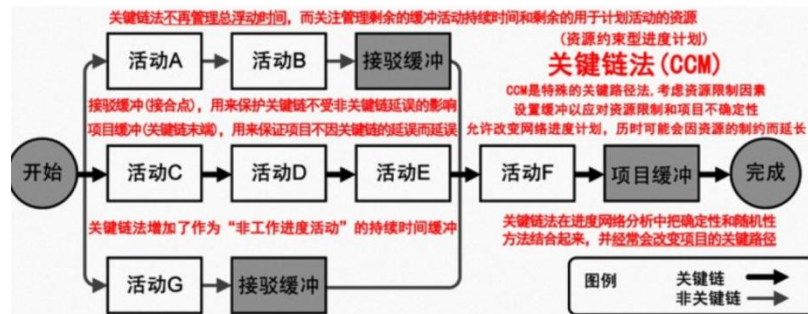 关键链法不再管理总浮动时间，而关注管理剩余的缓冲活动持续时间和剩余的用于计划活动的资源
(资源约束型进度计划)
活动A
活动B
接驳缓冲
关键链法(CCM)
CCM是特殊的关键路径法,考虑资源限制因素
接驳缓冲(接合点)，用来保护关键链不受非关键链延误的影响
设置缓冲以应对资源限制和项目不确定性
项目缓冲(关键链末端)，用来保证项目不因关键链的延误而延误
允许改变网络进度计划，历时可能会因资源的制约而延长
开始
活动C
活动D
活动E
活动F
项目缓冲
完成
关键链法增加了作为“非工作进度活动”的持续时间缓冲
关键链法在进度网络分析中把确定性和随机性
方法结合起来，并经常会改变项目的关键路径
活动G
接驳缓冲
图例
关键链
非关键链